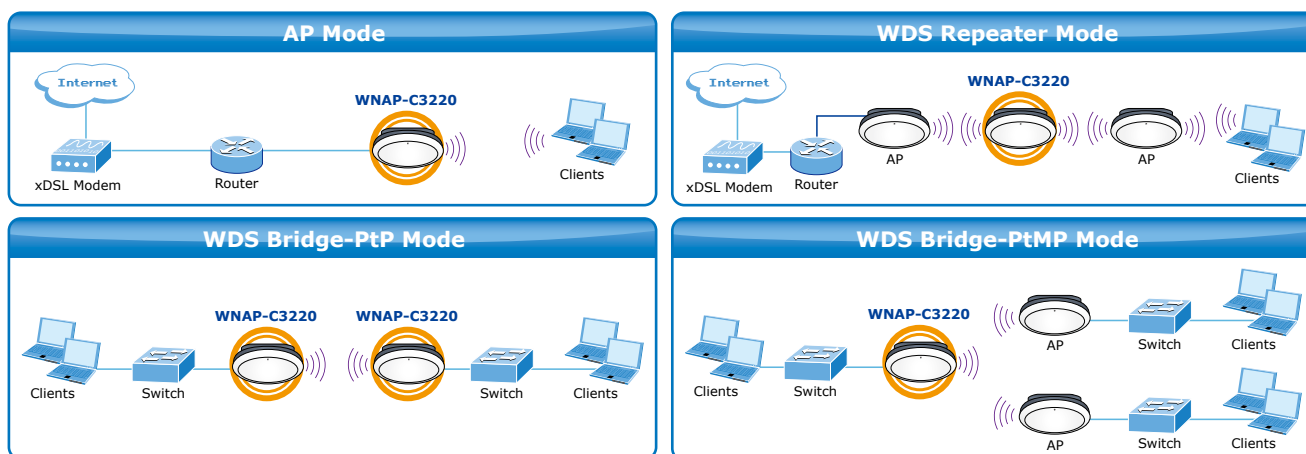 AP Mode
Internet
WNAP-C3220
xDSL Modem
Router
Clients
WDS Repeater Mode
Internet
WNAP-C3220
AP
AP
xDSL Modem
Router
Clients
WDS Bridge-PtP Mode
WNAP-C3220
WNAP-C3220
Clients
Switch
Switch
Clients
WDS Bridge-PtMP Mode
WNAP-C3220
AP
Switch
Clients
Clients
Switch
AP
Switch
Clients